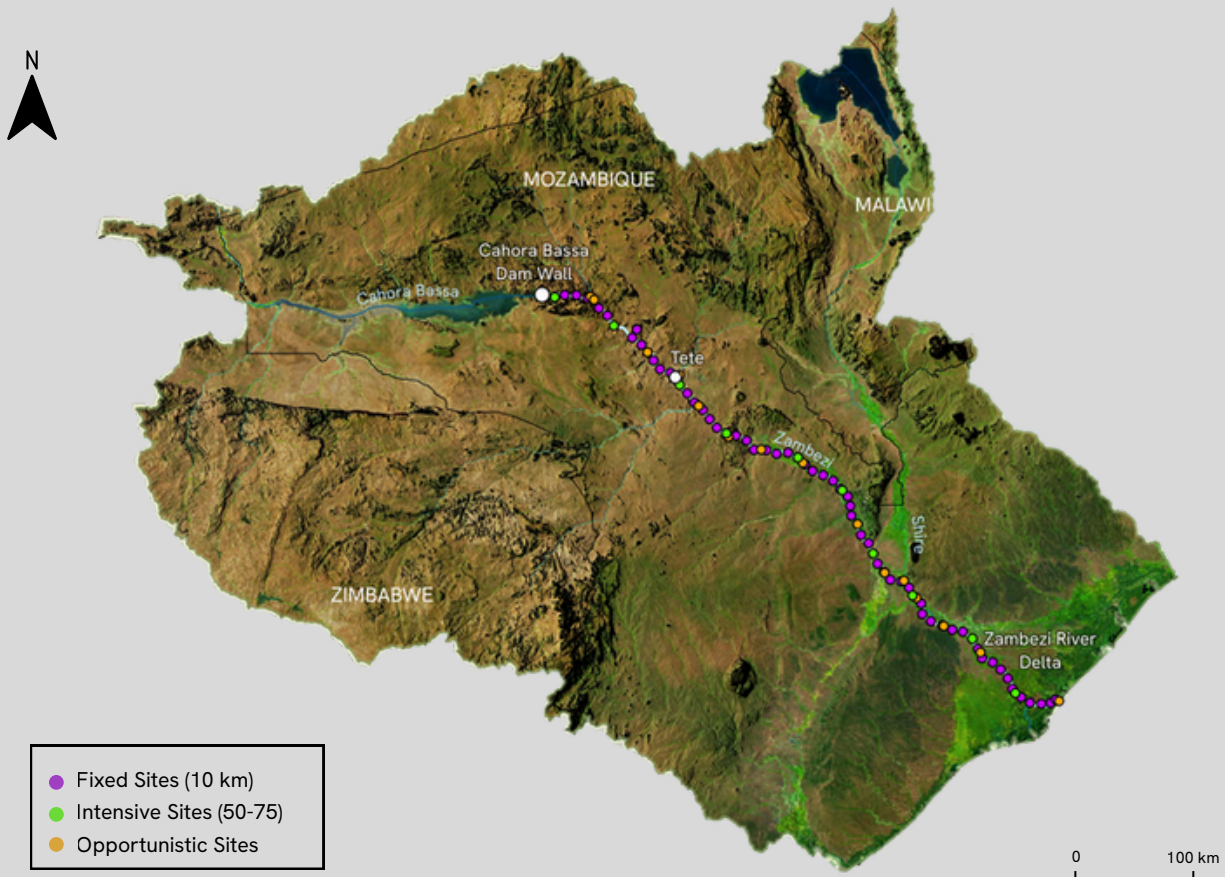 N
MOZAMBIQUE
MALAWI
Cahora Bassa
Dam Wall
Cahora Bassa
Tete
Zambezi
Shire
ZIMBABWE
Zambezi River
Delta
Fixed Sites (10 km)
Intensive Sites (50-75)
Opportunistic Sites
0 100 km